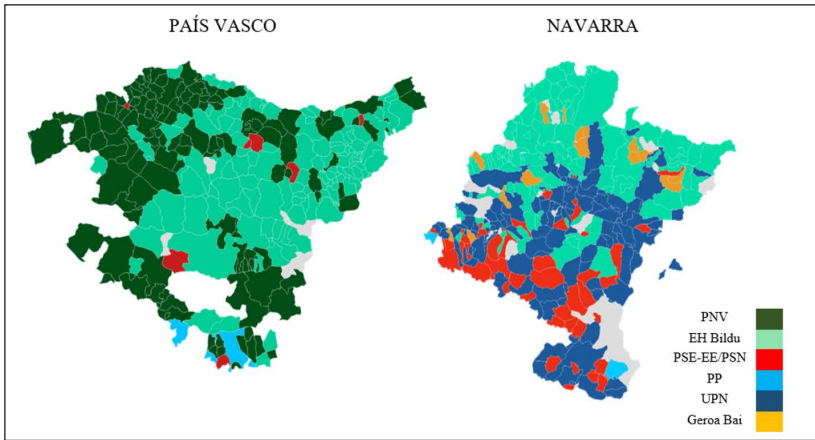 PAÍS VASCO
NAVARRA
PNV
EH Bildu
PSE-EE/PSN
PP
UPN
Geroa Bai